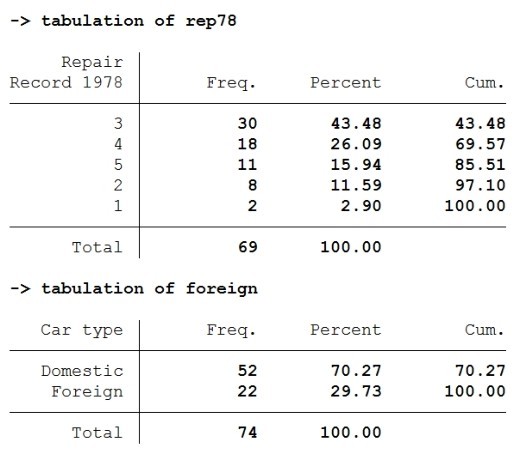 -> tabulation of rep78
Repair
Record 1978 Freq. Percent Cum.
3 30 43.48 43.48
4 18 26.09 69.57
5 11 15.94 85.51
2 8 11.59 97.10
1 2 2.90 100.00
Total 69 100.00
-> tabulation of foreign
Car type Freq. Percent Cum.
Domestic 52 70.27 70.27
Foreign 22 29.73 100.00
Total 74 100.00